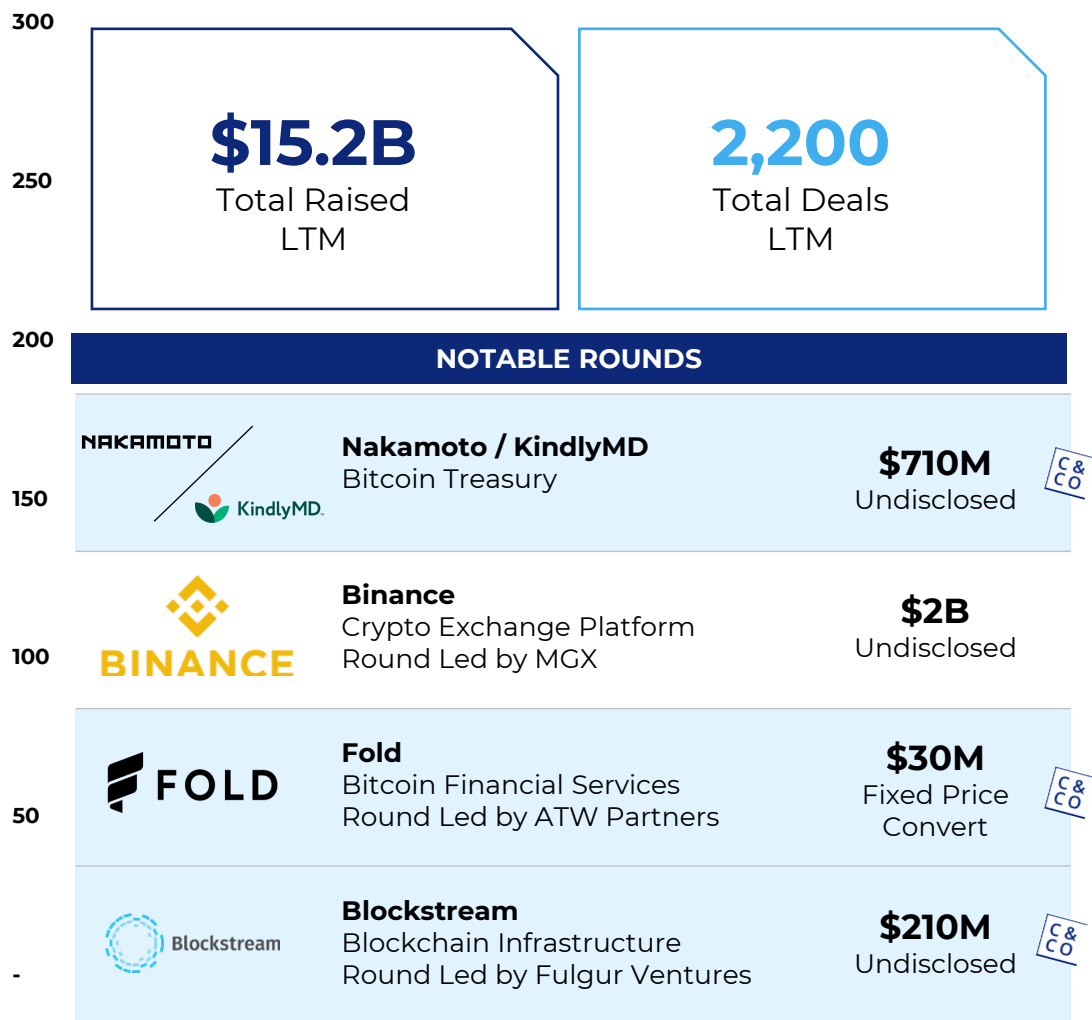 300
250
200
150
100
50
-
$15.2B
Total Raised
LTM
2,200
Total Deals
LTM
NOTABLE ROUNDS
NAKAMOTO
KindlyMD™
Nakamoto / KindlyMD
Bitcoin Treasury
$710M
Undisclosed
C &
CO
BINANCE
Binance
Crypto Exchange Platform
Round Led by MGX
$2B
Undisclosed
FOLD
Fold
Bitcoin Financial Services
Round Led by ATW Partners
$30M
Fixed Price
Convert
C &
CO
Blockstream
Blockstream
Blockchain Infrastructure
Round Led by Fulgur Ventures
$210M
Undisclosed
C &
CO